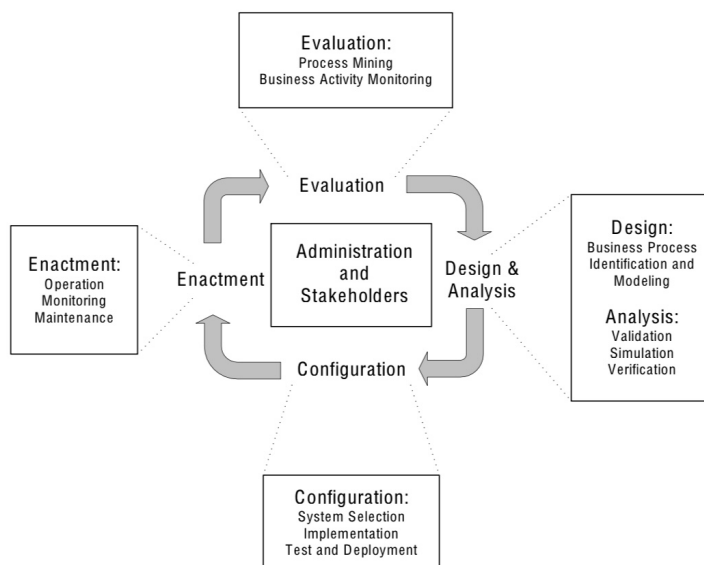 Evaluation:
Process Mining
Business Activity Monitoring
Evaluation
Enactment:
Operation
Monitoring
Maintenance
Enactment
Administration
and
Stakeholders
Design &
Analysis
Design:
Business Process
Identification and
Modeling
Analysis:
Validation
Simulation
Verification
Configuration
Configuration:
System Selection
Implementation
Test and Deployment